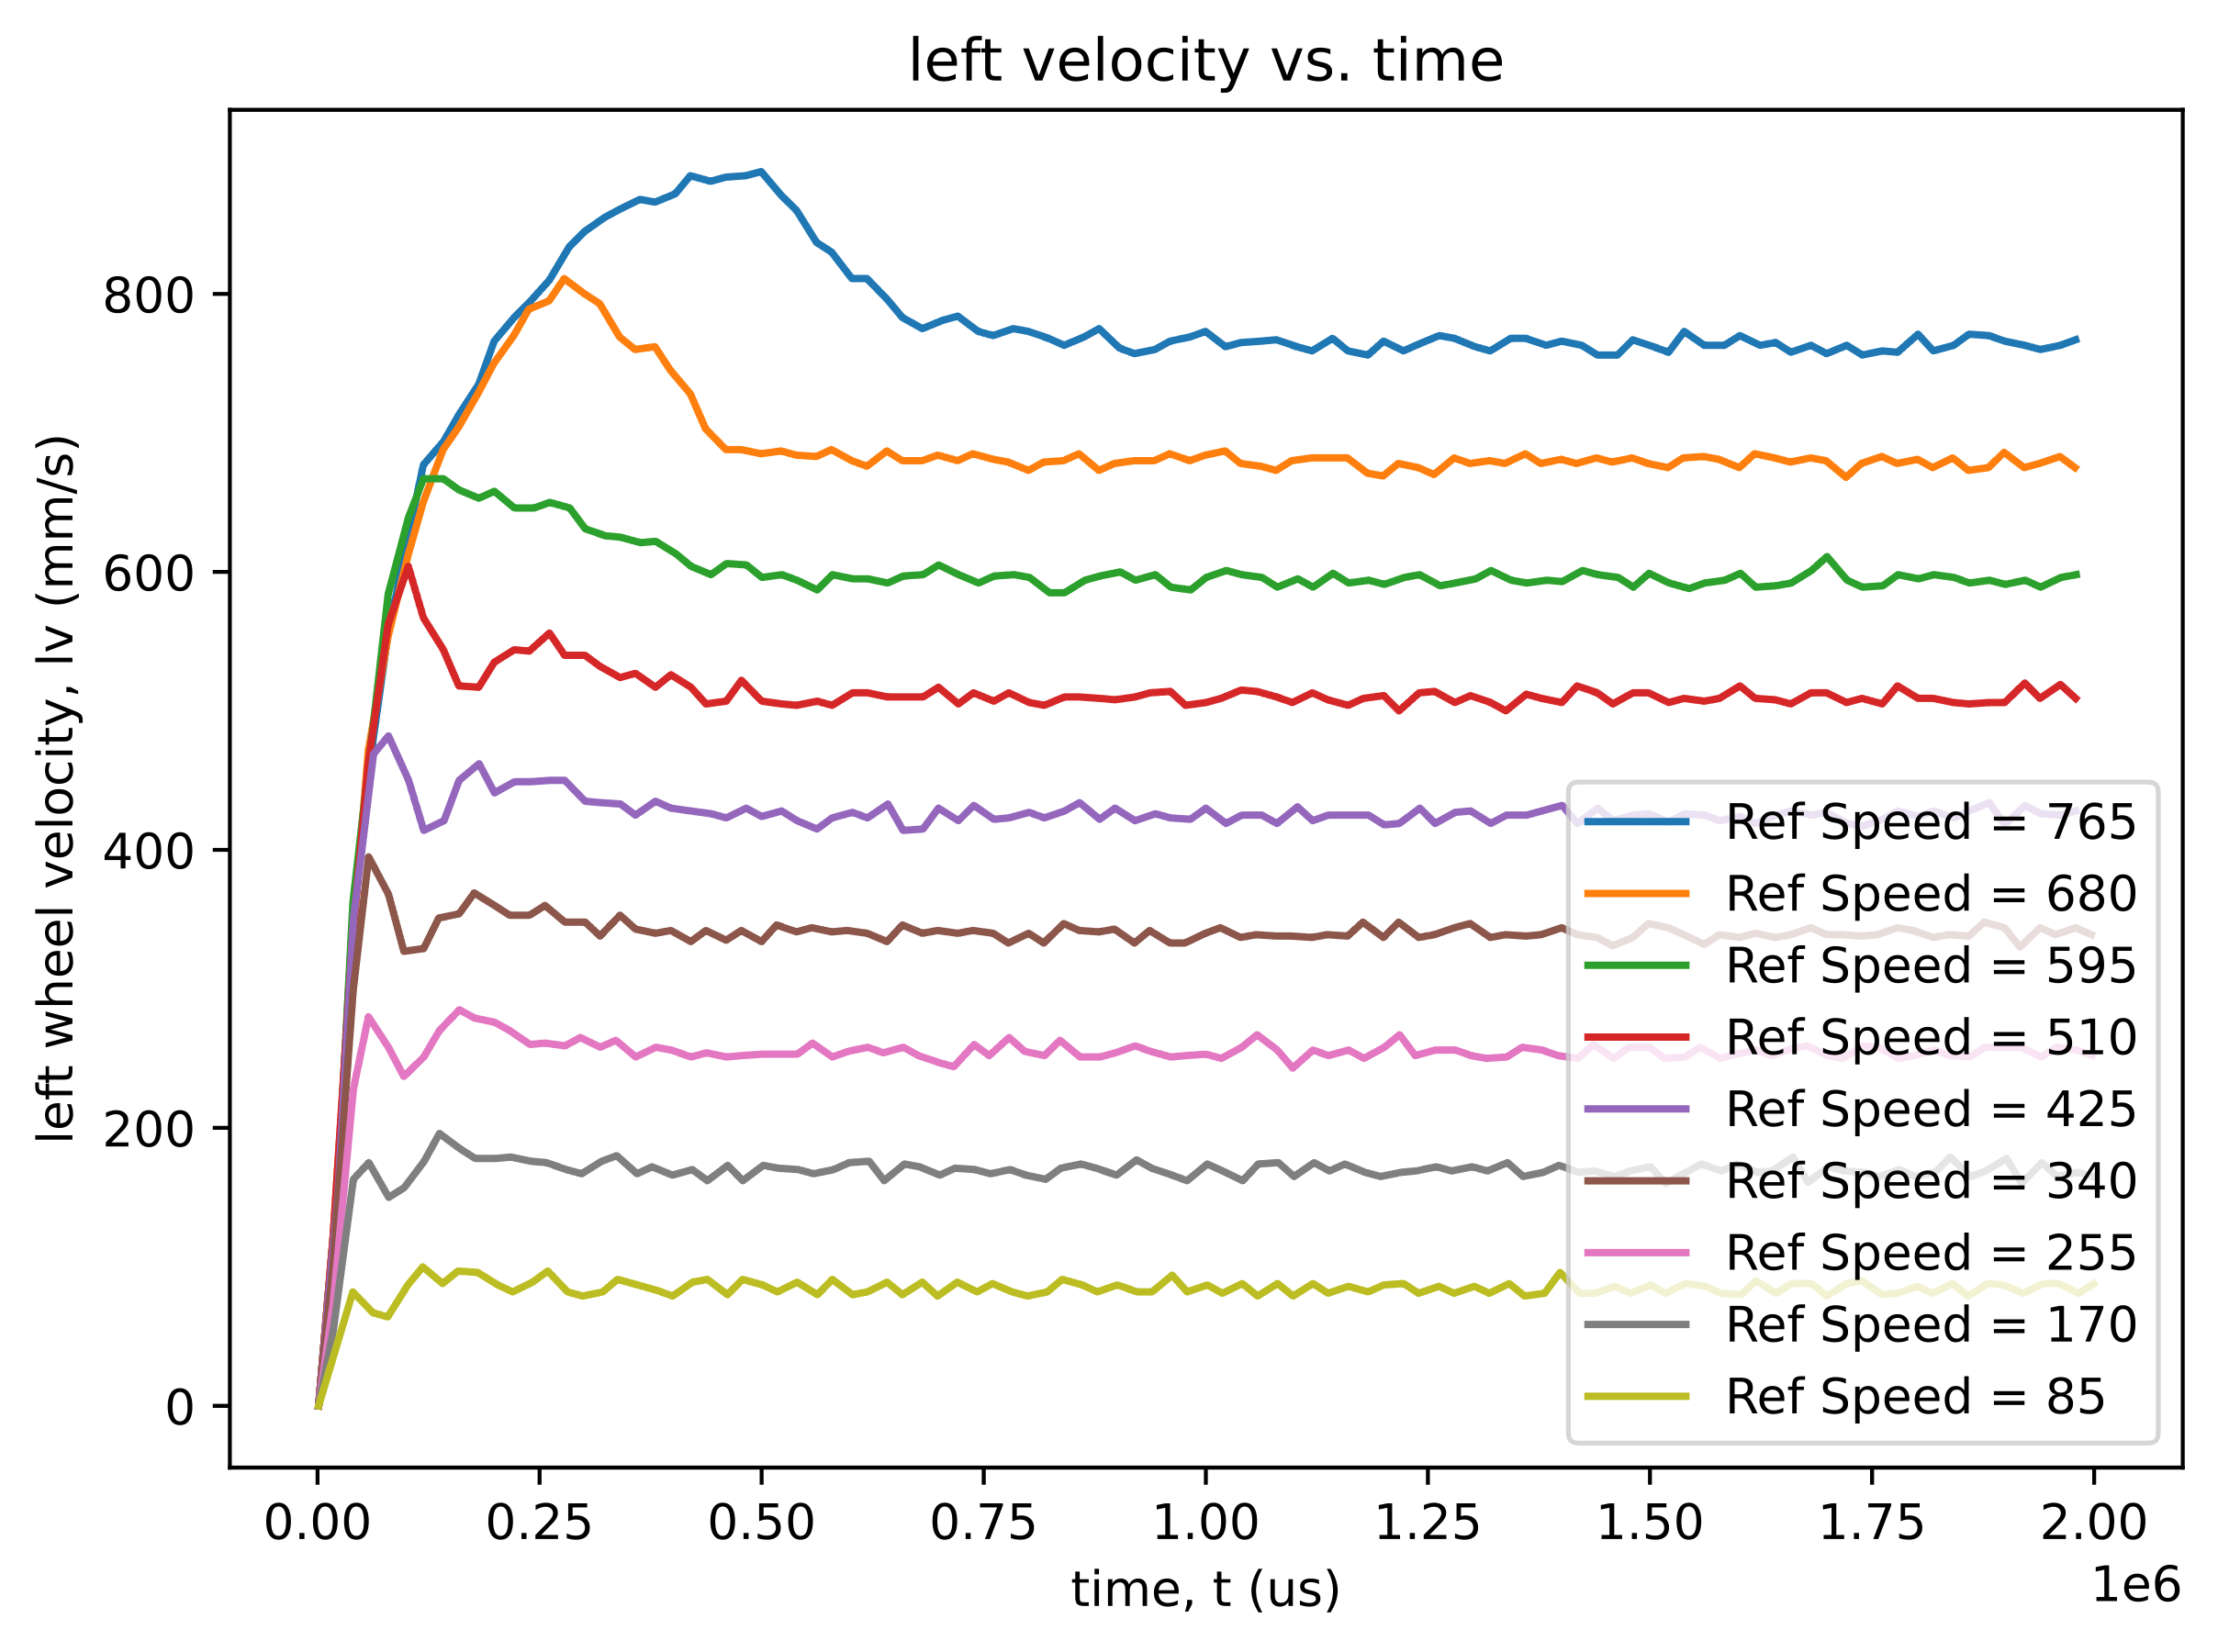 left velocity vs. time
left wheel velocity, lv (mm/s)
800
600
400
200
0
Ref Speed = 765
Ref Speed = 680
Ref Speed = 595
Ref Speed = 510
Ref Speed = 425
Ref Speed = 340
Ref Speed = 255
Ref Speed = 170
Ref Speed = 85
0.00 0.25 0.50 0.75 1.00 1.25 1.50 1.75 2.00
time, t (us)
1e6